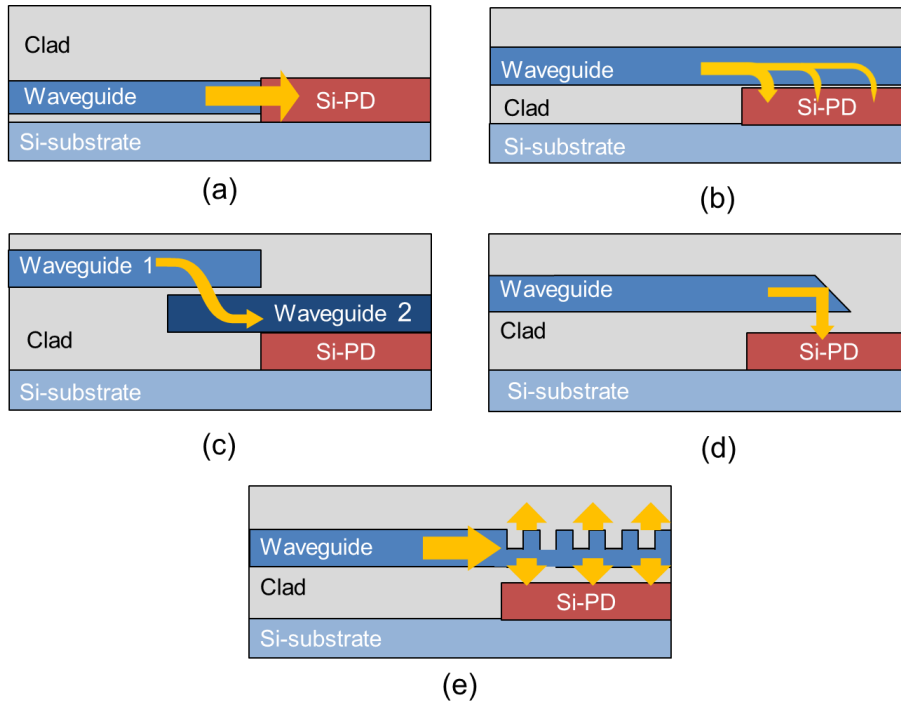 Clad
Waveguide
Si-PD
Si-substrate
(a)
Waveguide
Clad
Si-PD
Si-substrate
(b)
Waveguide 1
Waveguide 2
Clad
Si-PD
Si-substrate
(c)
Waveguide
Clad
Si-PD
Si-substrate
(d)
Waveguide
Clad
Si-PD
Si-substrate
(e)